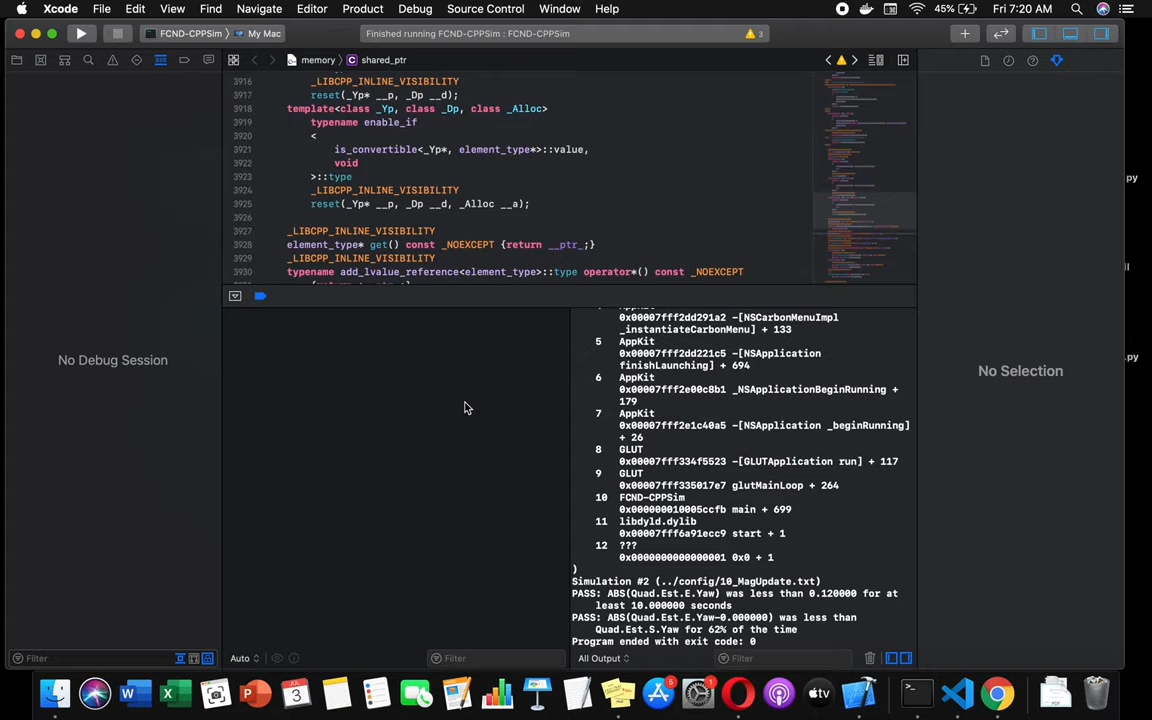 Xcode File Edit View Find Navigate Editor Product Debug Source Control Window Help 45% Fri 7:20 AM
FCND-CPPSim 〉 My Mac
Finished running FCND-CPPSim : FCND-CPPSim
3
memory 〉 C shared_ptr
3916 _LIBCPP_INLINE_VISIBILITY
3917 reset(_Yp* __p, _Dp __d);
3918 template<class _Yp, class _Dp, class _Alloc>
3919 typename enable_if
3920 <
3921 is_convertible<_Yp*, element_type*>::value,
3922 void
3923 >::type
3924 _LIBCPP_INLINE_VISIBILITY
3925 reset(_Yp* __p, _Dp __d, _Alloc __a);
3926
3927 _LIBCPP_INLINE_VISIBILITY
3928 element_type* get() const _NOEXCEPT {return __ptr_;}
3929 _LIBCPP_INLINE_VISIBILITY
3930 typename add_lvalue_reference<element_type>::type operator*() const _NOEXCEPT
No Debug Session
No Selection
.py
ll
.py
AppKit
0x00007fff2dd291a2 -[NSCarbonMenuImpl
_instantiateCarbonMenu] + 133
5 AppKit
0x00007fff2dd221c5 -[NSApplication
finishLaunching] + 694
6 AppKit
0x00007fff2e00c8b1 _NSApplicationBeginRunning +
179
7 AppKit
0x00007fff2e1c40a5 -[NSApplication _beginRunning]
+ 26
8 GLUT
0x00007fff334f5523 -[GLUTApplication run] + 117
9 GLUT
0x00007fff335017e7 glutMainLoop + 264
10 FCND-CPPSim
0x000000010005ccfb main + 699
11 libdyld.dylib
0x00007fff6a91ecc9 start + 1
12 ???
0x0000000000000001 0x0 + 1
)
Simulation #2 (../config/10_MagUpdate.txt)
PASS: ABS(Quad.Est.E.Yaw) was less than 0.120000 for at
least 10.000000 seconds
PASS: ABS(Quad.Est.E.Yaw-0.000000) was less than
Quad.Est.S.Yaw for 62% of the time
Program ended with exit code: 0
Filter
Auto
Filter
All Output
Filter
3
5
1